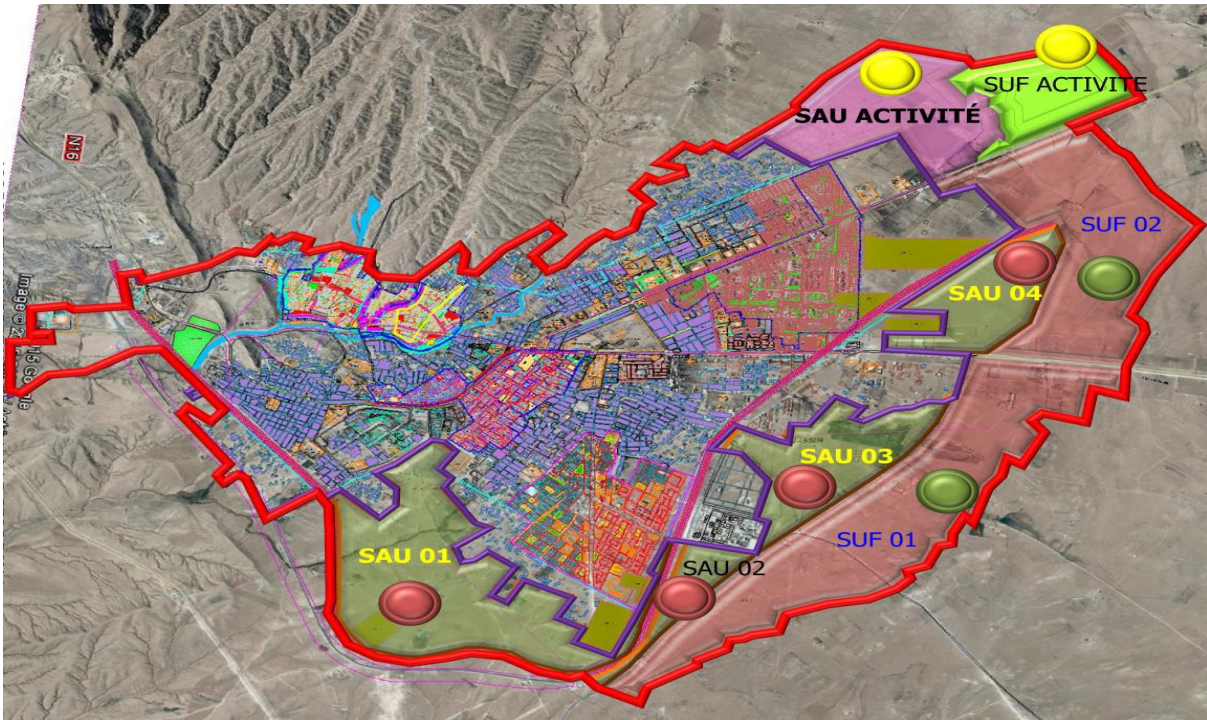 SUF ACTIVITE
SAU ACTIVITÉ
N16
SUF 02
SAU 04
SAU 03
SAU 01
SUF 01
SAU 02